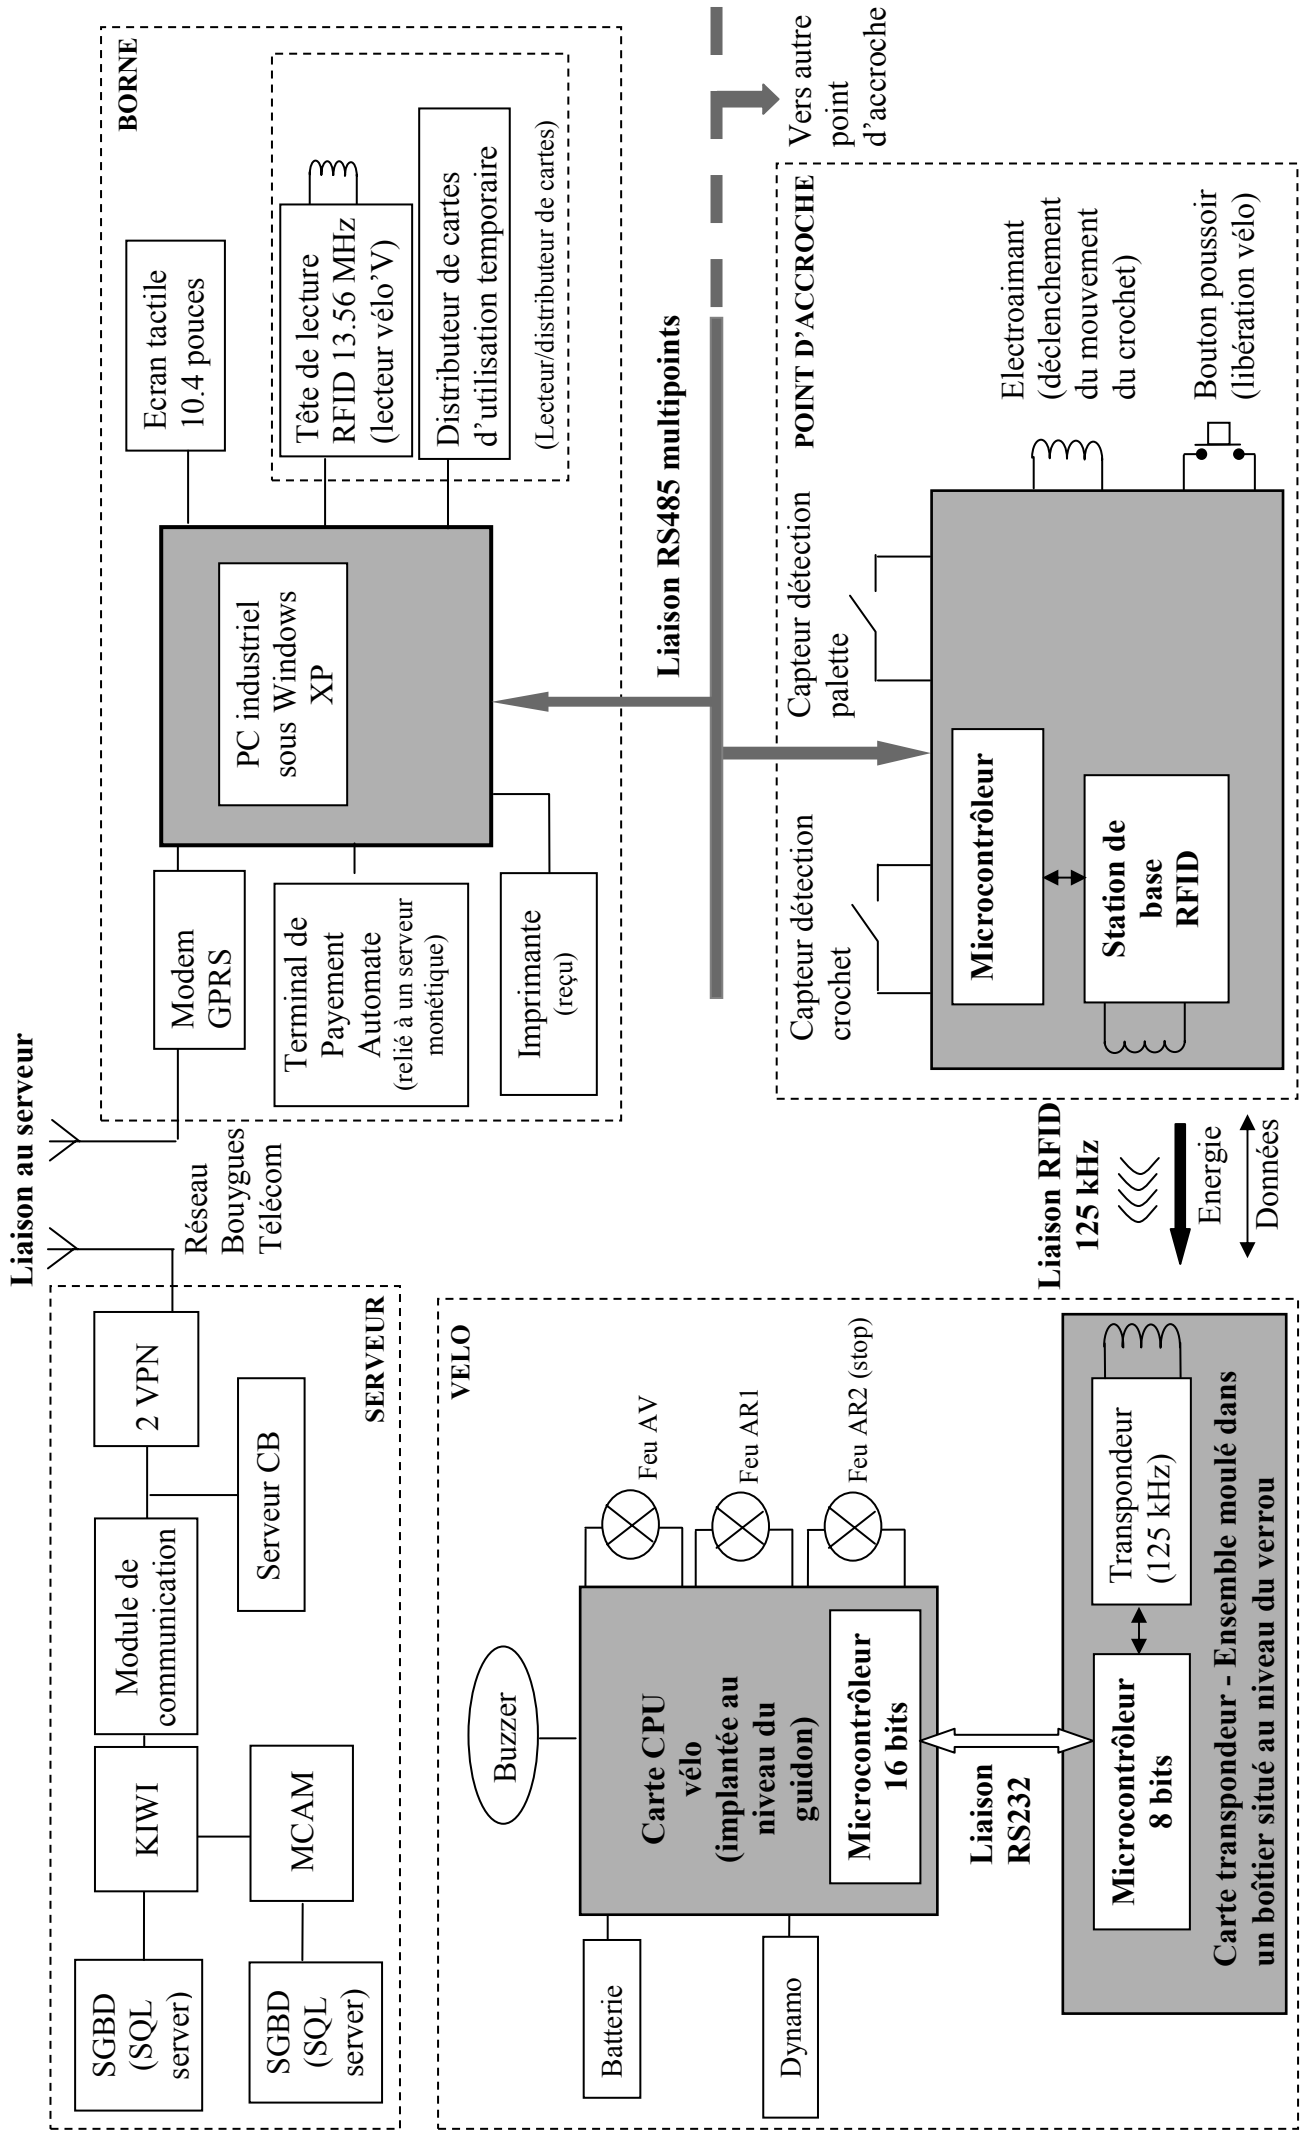 Liaison au serveur
SGBD
(SQL
server)
KIWI
Module de
communication
2 VPN
SGBD
(SQL
server)
MCAM
Serveur CB
SERVEUR
Réseau
Bouygues
Télécom
BORNE
Modem
GPRS
Terminal de
Payement
Automate
(relié à un serveur
monétique)
Imprimante
(reçu)
PC industriel
sous Windows
XP
Ecran tactile
10.4 pouces
Tête de lecture
RFID 13.56 MHz
(lecteur vélo'V)
Distributeur de cartes
d'utilisation temporaire
(Lecteur/distributeur de cartes)
Liaison RS485 multipoints
Vers autre
point
d'accroche
VELO
Buzzer
Batterie
Dynamo
Carte CPU
vélo
(implantée au
niveau du
guidon)
Microcontrôleur
16 bits
Feu AV
Feu AR1
Feu AR2 (stop)
Liaison
RS232
Microcontrôleur
8 bits
Transpondeur
(125 kHz)
Carte transpondeur - Ensemble moulé dans
un boîtier situé au niveau du verrou
Liaison RFID
125 kHz
Energie
Données
POINT D'ACCROCHE
Capteur détection
crochet
Capteur détection
palette
Microcontrôleur
Station de
base
RFID
Electroaimant
(déclenchement
du mouvement
du crochet)
Bouton poussoir
(libération vélo)